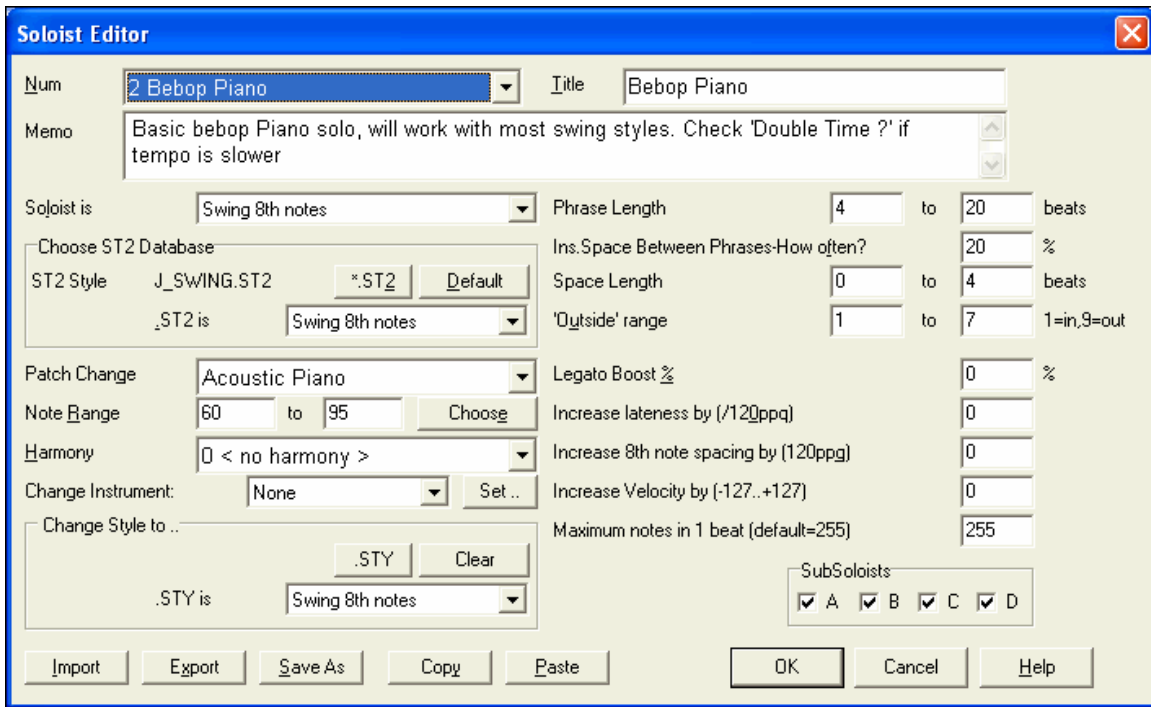 Soloist Editor
Num 2 Bebop Piano Title Bebop Piano
Memo Basic bebop Piano solo, will work with most swing styles. Check 'Double Time ?' if
tempo is slower
Soloist is Swing 8th notes Phrase Length 4 to 20 beats
Choose ST2 Database Ins.Space Between Phrases-How often? 20 %
ST2 Style J_SWING.ST2 *.ST2 Default Space Length 0 to 4 beats
.ST2 is Swing 8th notes 'Outside' range 1 to 7 1=in,9=out
Patch Change Acoustic Piano Legato Boost % 0 %
Note Range 60 to 95 Choose Increase lateness by (/120ppq) 0
Harmony 0 < no harmony > Increase 8th note spacing by (120ppg) 0
Change Instrument: None Set .. Increase Velocity by (-127..+127) 0
Change Style to .. Maximum notes in 1 beat (default=255) 255
.STY Clear SubSoloists
.STY is Swing 8th notes A B C D
Import Export Save As Copy Paste OK Cancel Help